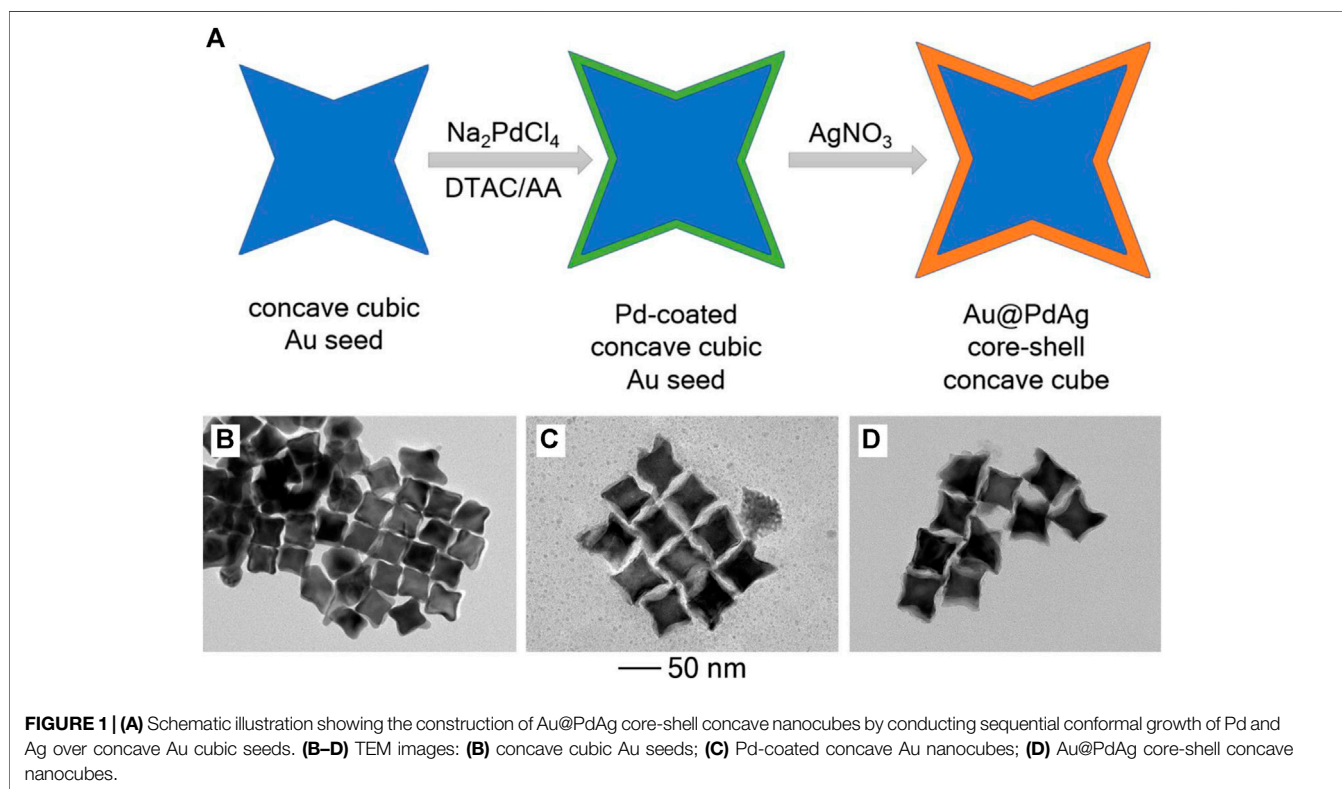 A
Na₂PdCl₄
DTAC/AA
AgNO₃
concave cubic
Au seed
Pd-coated
concave cubic
Au seed
Au@PdAg
core-shell
concave cube
B
C
D
50 nm
FIGURE 1 | (A) Schematic illustration showing the construction of Au@PdAg core-shell concave nanocubes by conducting sequential conformal growth of Pd and
Ag over concave Au cubic seeds. (B–D) TEM images: (B) concave cubic Au seeds; (C) Pd-coated concave Au nanocubes; (D) Au@PdAg core-shell concave
nanocubes.